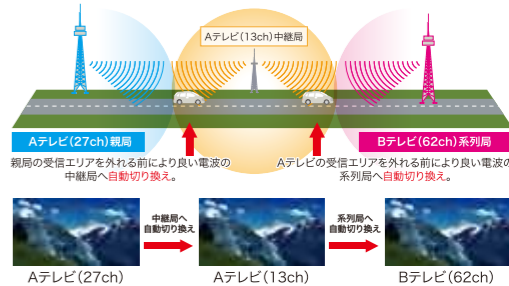 Aテレビ(13ch)中継局
Aテレビ(27ch)親局
Bテレビ(62ch)系列局
親局の受信エリアを外れる前により良い電波の
中継局へ自動切り換え。
Aテレビの受信エリアを外れる前により良い電波の
系列局へ自動切り換え。
中継局へ
自動切り換え
系列局へ
自動切り換え
Aテレビ(27ch)
Aテレビ(13ch)
Bテレビ(62ch)